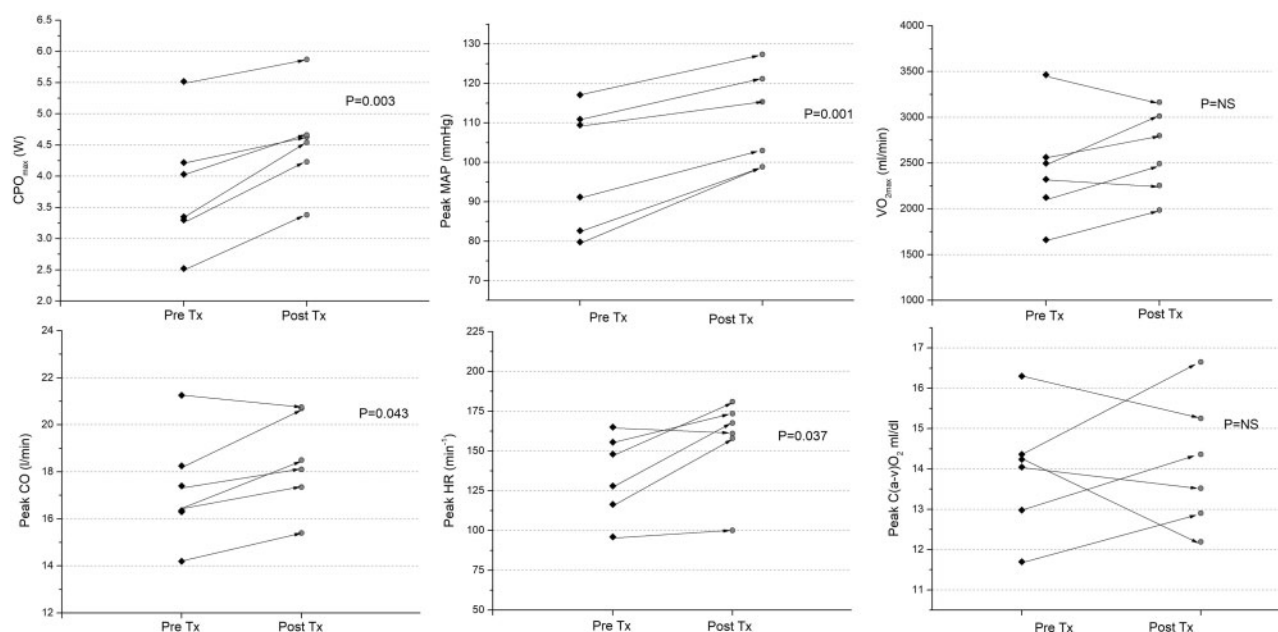 6.5
6.0
5.5
5.0
4.5
4.0
3.5
3.0
2.5
2.0
CPOmax (W)
P=0.003
Pre Tx Post Tx
130
120
110
100
90
80
70
Peak MAP (mmHg)
P=0.001
Pre Tx Post Tx
4000
3500
3000
2500
2000
1500
1000
VO2max (ml/min)
P=NS
Pre Tx Post Tx
24
22
20
18
16
14
12
Peak CO (l/min)
P=0.043
Pre Tx Post Tx
225
200
175
150
125
100
75
50
Peak HR (min-1)
P=0.037
Pre Tx Post Tx
17
16
15
14
13
12
11
Peak C(a-v)O2 ml/dl
P=NS
Pre Tx Post Tx